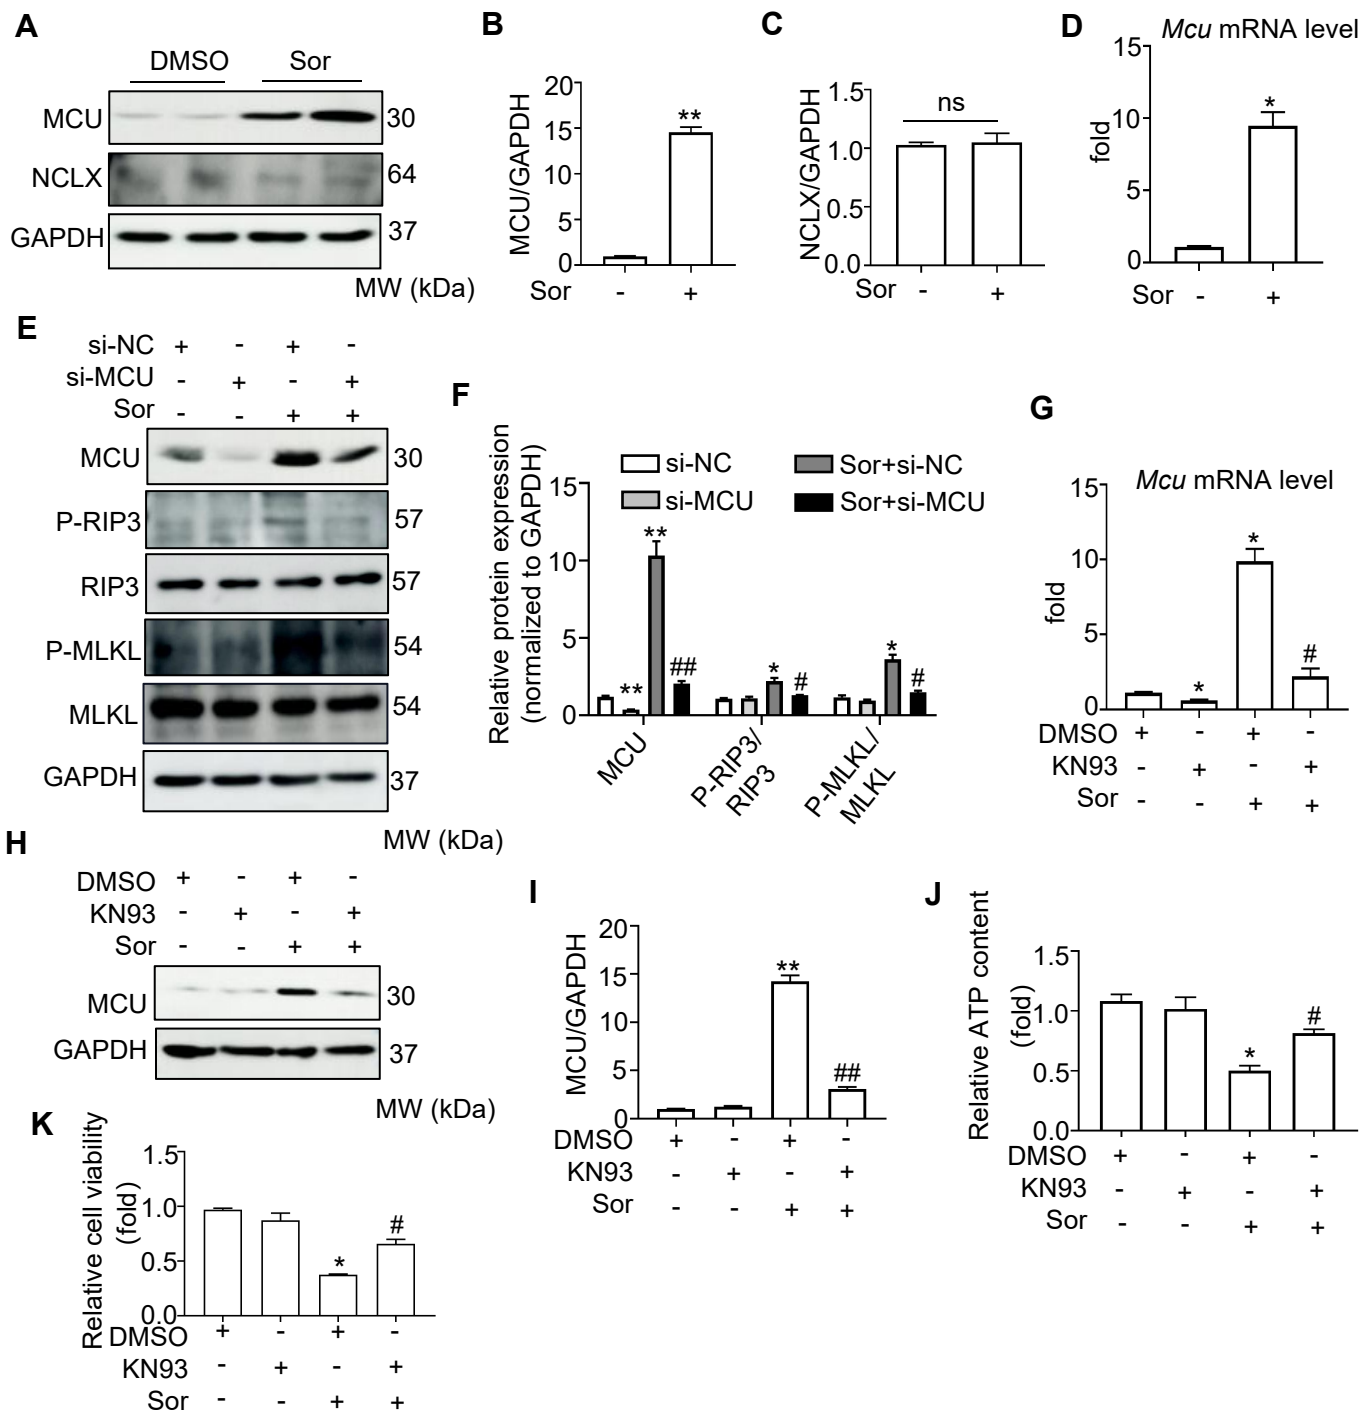 A
DMSO Sor
MCU 30
NCLX 64
GAPDH 37
MW (kDa)
B
MCU/GAPDH
20
15
10
5
0
**
Sor - +
C
NCLX/GAPDH
1.5
1.0
0.5
0.0
ns
Sor - +
D
Mcu mRNA level
fold
15
10
5
0
*
Sor - +
E
si-NC + - + -
si-MCU - + - +
Sor - - + +
MCU 30
P-RIP3 57
RIP3 57
P-MLKL 54
MLKL 54
GAPDH 37
MW (kDa)
F
Relative protein expression
(normalized to GAPDH)
si-NC Sor+si-NC
si-MCU Sor+si-MCU
15
10
5
0
** ** ##
* #
* #
MCU
P-RIP3/
RIP3
P-MLKL/
MLKL
G
Mcu mRNA level
fold
15
10
5
0
* * #
DMSO + - + -
KN93 - + - +
Sor - - + +
H
DMSO + - + -
KN93 - + - +
Sor - - + +
MCU 30
GAPDH 37
MW (kDa)
I
MCU/GAPDH
20
15
10
5
0
** ##
DMSO + - + -
KN93 - + - +
Sor - - + +
J
Relative ATP content
(fold)
1.5
1.0
0.5
0.0
* #
DMSO + - + -
KN93 - + - +
Sor - - + +
K
Relative cell viability
(fold)
1.5
1.0
0.5
0.0
* #
DMSO + - + -
KN93 - + - +
Sor - - + +